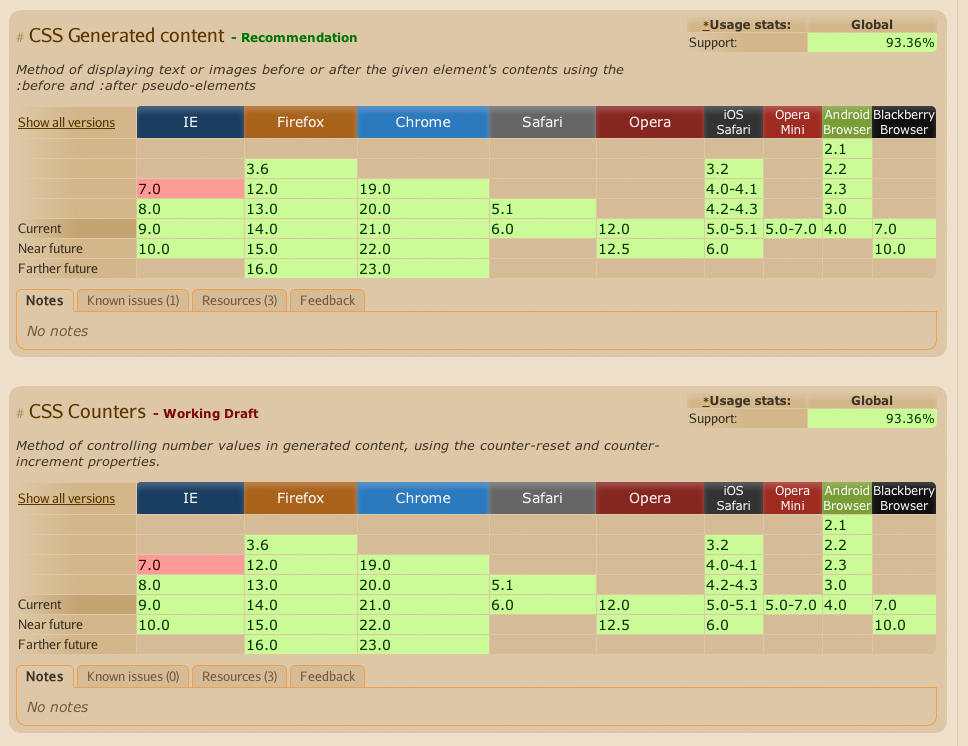 # CSS Generated content - Recommendation
*Usage stats: Global
Support: 93.36%
Method of displaying text or images before or after the given element's contents using the
:before and :after pseudo-elements
Show all versions IE Firefox Chrome Safari Opera iOS Safari Opera Mini Android Browser Blackberry Browser
2.1
3.6 3.2 2.2
7.0 12.0 19.0 4.0-4.1 2.3
8.0 13.0 20.0 5.1 4.2-4.3 3.0
Current 9.0 14.0 21.0 6.0 12.0 5.0-5.1 5.0-7.0 4.0 7.0
Near future 10.0 15.0 22.0 12.5 6.0 10.0
Farther future 16.0 23.0
Notes Known issues (1) Resources (3) Feedback
No notes
# CSS Counters - Working Draft
*Usage stats: Global
Support: 93.36%
Method of controlling number values in generated content, using the counter-reset and counter-
increment properties.
Show all versions IE Firefox Chrome Safari Opera iOS Safari Opera Mini Android Browser Blackberry Browser
2.1
3.6 3.2 2.2
7.0 12.0 19.0 4.0-4.1 2.3
8.0 13.0 20.0 5.1 4.2-4.3 3.0
Current 9.0 14.0 21.0 6.0 12.0 5.0-5.1 5.0-7.0 4.0 7.0
Near future 10.0 15.0 22.0 12.5 6.0 10.0
Farther future 16.0 23.0
Notes Known issues (0) Resources (3) Feedback
No notes